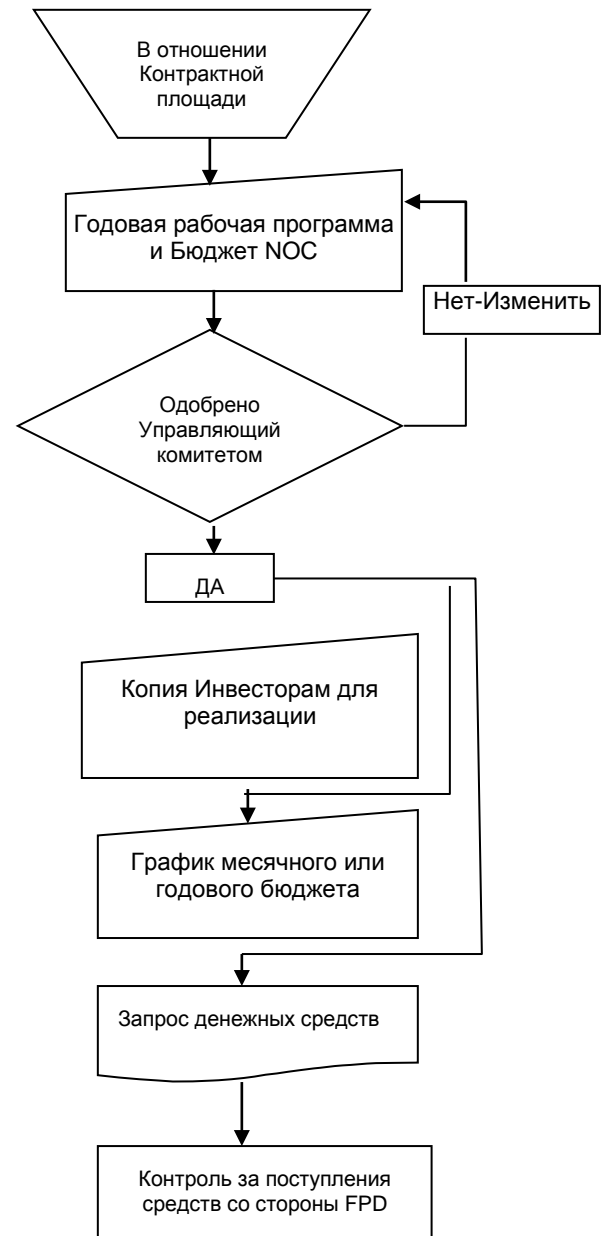 В отношении
Контрактной
площади
Годовая рабочая программа
и Бюджет NOC
Нет-Изменить
Одобрено
Управляющий
комитетом
ДА
Копия Инвесторам для
реализации
График месячного или
годового бюджета
Запрос денежных средств
Контроль за поступления
средств со стороны FPD